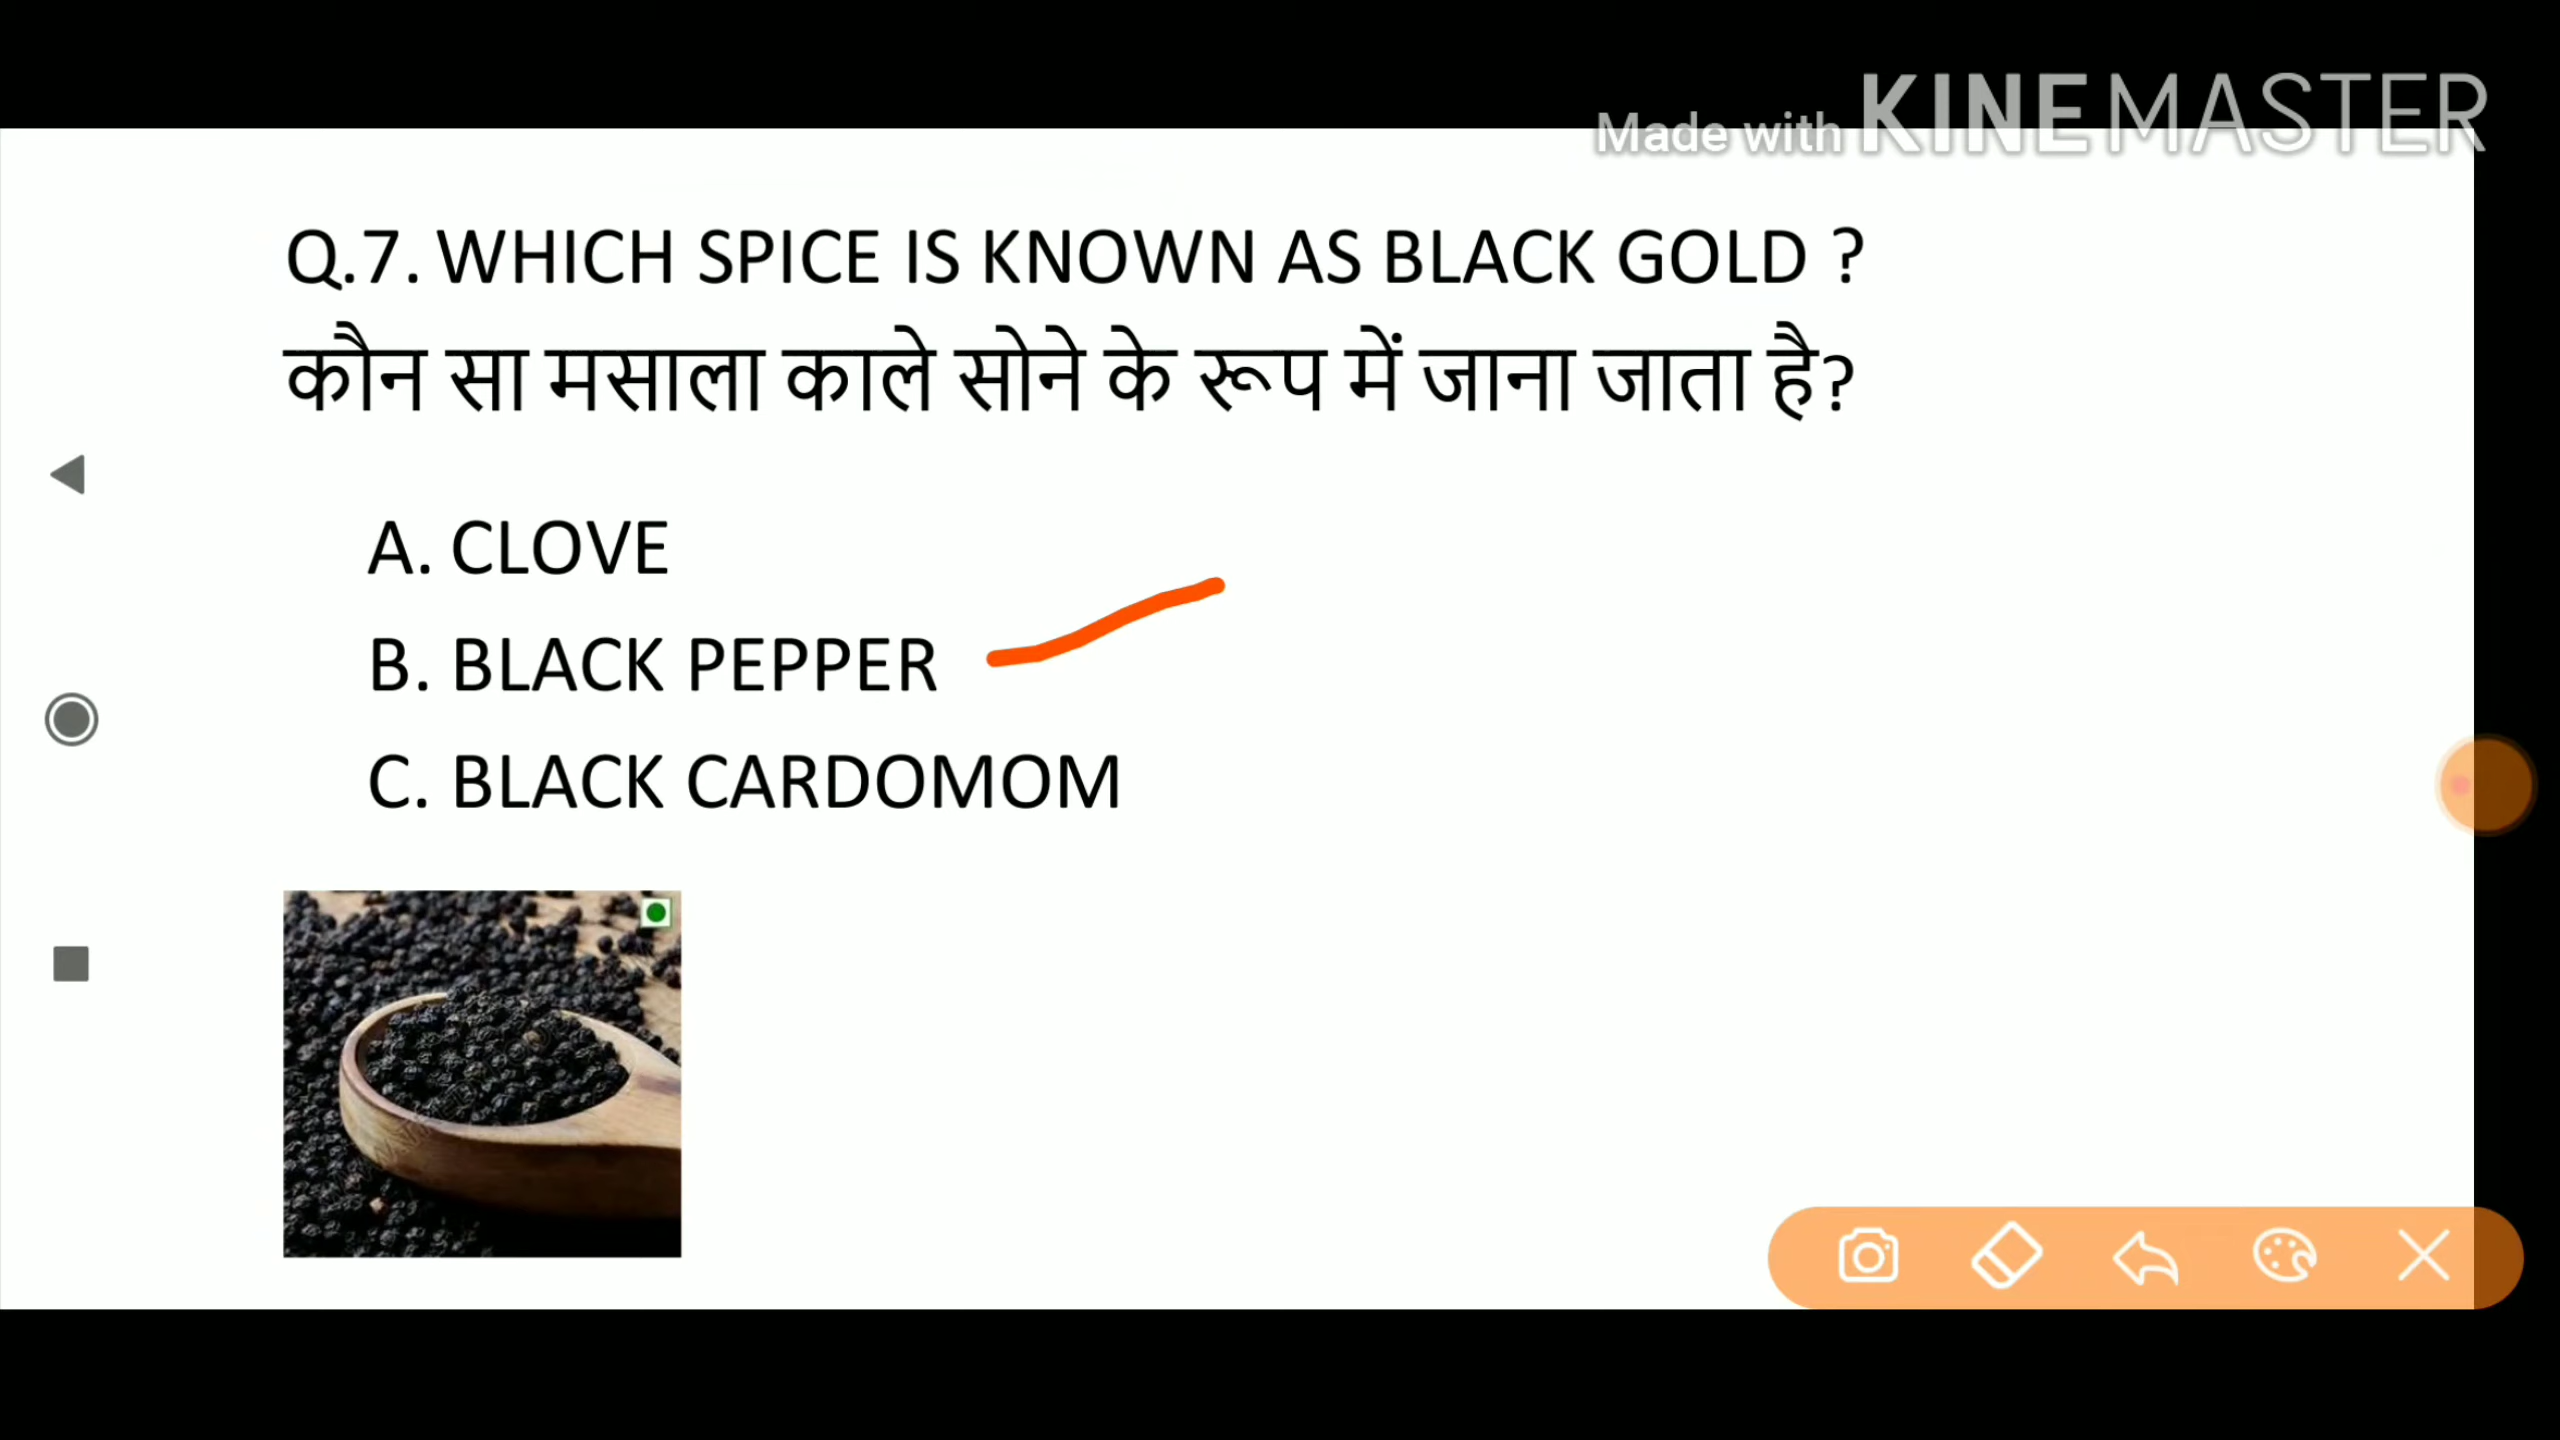 Made with KINEMASTER
Q.7. WHICH SPICE IS KNOWN AS BLACK GOLD ?
कौन सा मसाला काले सोने के रूप में जाना जाता है?
A. CLOVE
B. BLACK PEPPER
C. BLACK CARDOMOM